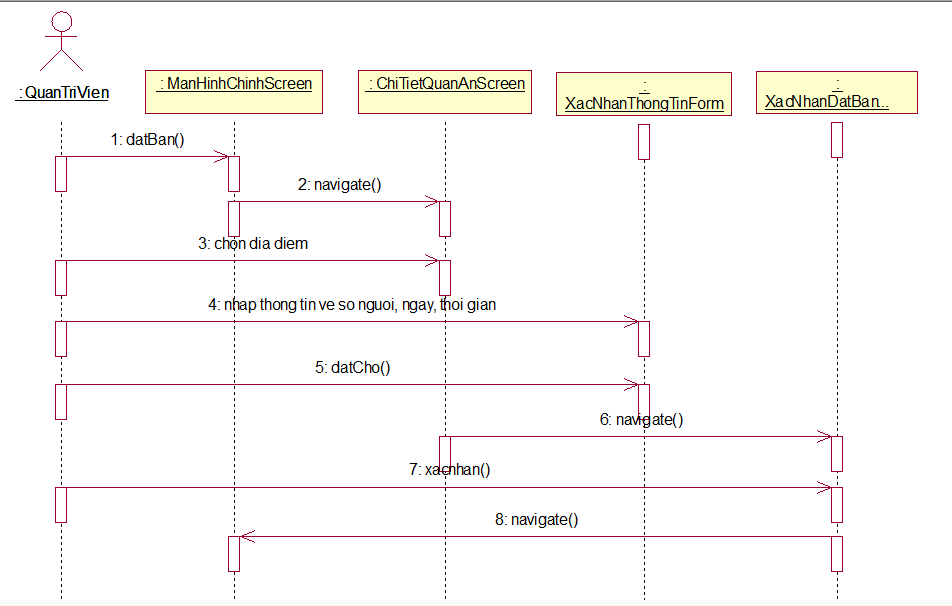 : QuanTriVien
: ManHinhChinhScreen
: ChiTietQuanAnScreen
:
XacNhanThongTinForm
:
XacNhanDatBan...
1: datBan()
2: navigate()
3: chon dia diem
4: nhap thong tin ve so nguoi, ngay, thoi gian
5: datCho()
6: navigate()
7: xacnhan()
8: navigate()